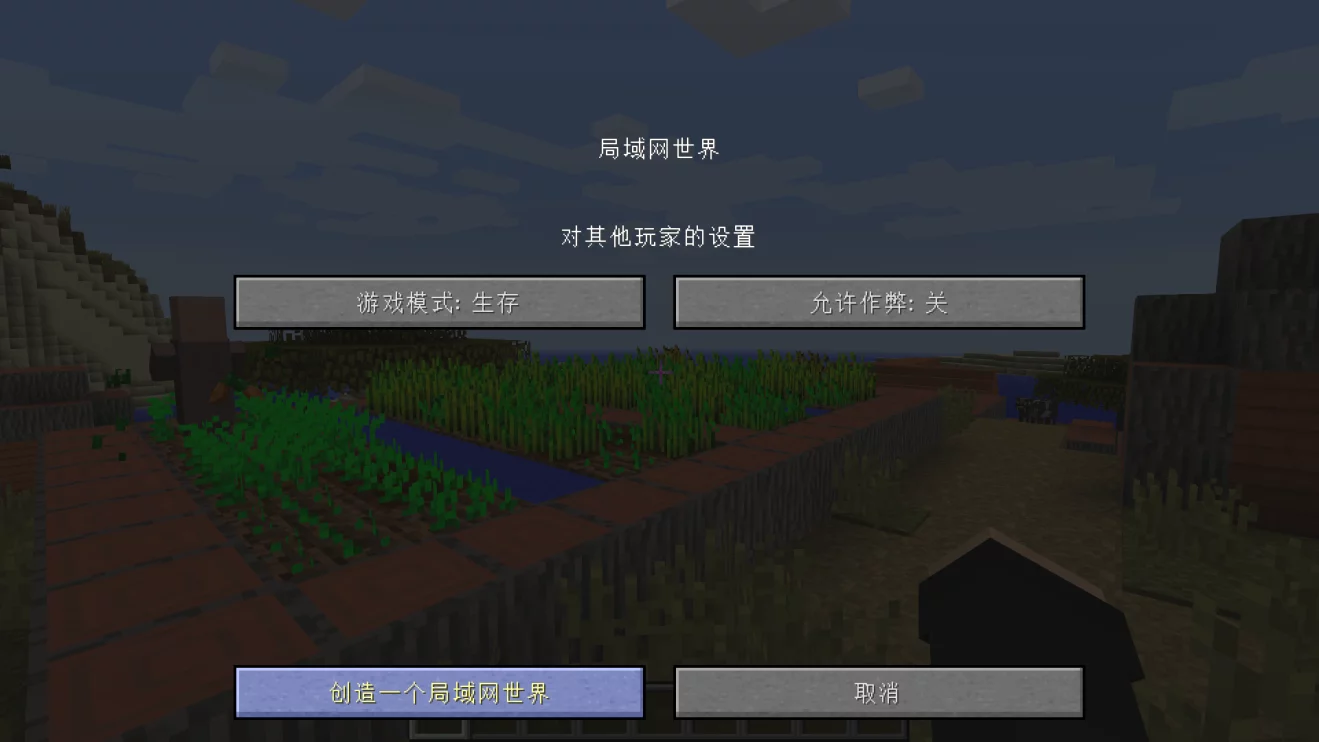 局域网世界
对其他玩家的设置
游戏模式: 生存
允许作弊: 关
创造一个局域网世界
取消